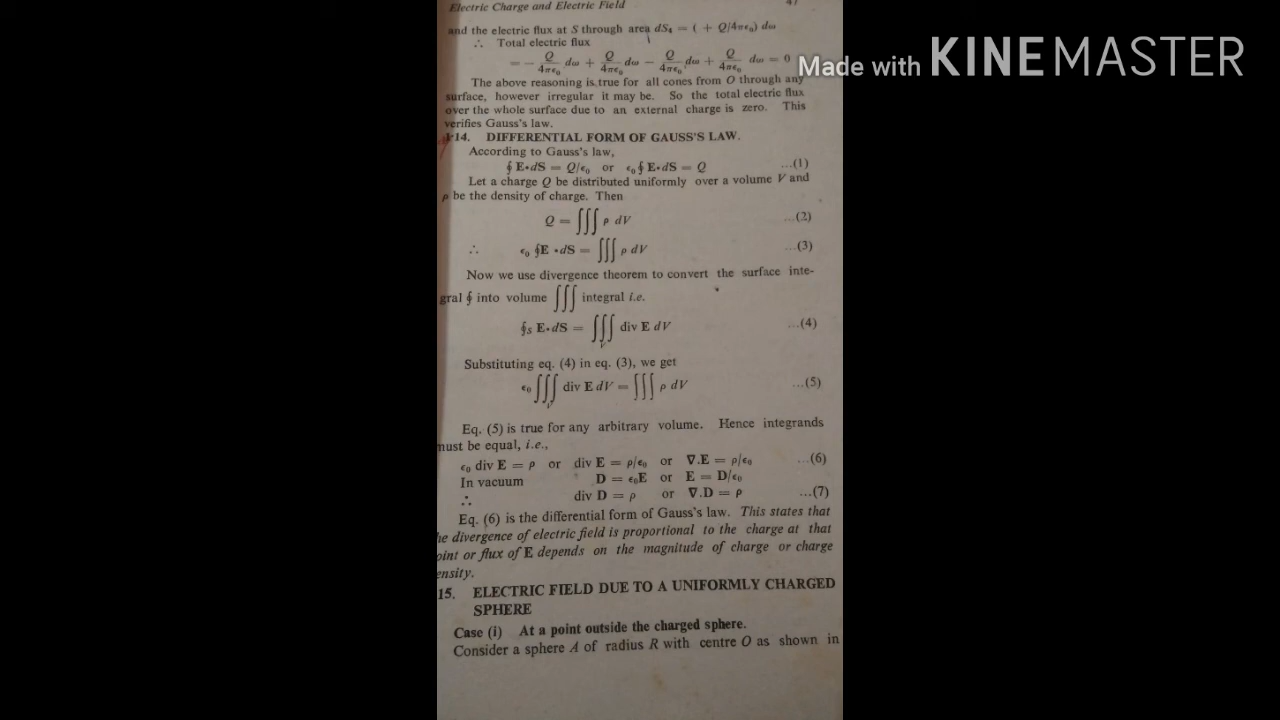 Electric Charge and Electric Field 47
and the electric flux at S through area dS₄ = ( + Q/4πϵ₀) dω
∴ Total electric flux
= − Q/4πϵ₀ dω + Q/4πϵ₀ dω − Q/4πϵ₀ dω + Q/4πϵ₀ dω = 0
The above reasoning is true for all cones from O through any
surface, however irregular it may be. So the total electric flux
over the whole surface due to an external charge is zero. This
verifies Gauss's law.
1·14. DIFFERENTIAL FORM OF GAUSS'S LAW.
According to Gauss's law,
∮ E•dS = Q/ϵ₀ or ϵ₀ ∮ E•dS = Q ...(1)
Let a charge Q be distributed uniformly over a volume V and
ρ be the density of charge. Then
Q = ∭ ρ dV ...(2)
∴ ϵ₀ ∮E •dS = ∭ ρ dV ...(3)
Now we use divergence theorem to convert the surface inte-
gral ∮ into volume ∭ integral i.e.
∮s E•dS = ∭V div E dV ...(4)
Substituting eq. (4) in eq. (3), we get
ϵ₀ ∭V div E dV = ∭ ρ dV ...(5)
Eq. (5) is true for any arbitrary volume. Hence integrands
must be equal, i.e.,
ϵ₀ div E = ρ or div E = ρ/ϵ₀ or ∇.E = ρ/ϵ₀ ...(6)
In vacuum D = ϵ₀E or E = D/ϵ₀
∴ div D = ρ or ∇.D = ρ ...(7)
Eq. (6) is the differential form of Gauss's law. This states that
he divergence of electric field is proportional to the charge at that
oint or flux of E depends on the magnitude of charge or charge
ensity.
15. ELECTRIC FIELD DUE TO A UNIFORMLY CHARGED
SPHERE
Case (i) At a point outside the charged sphere.
Consider a sphere A of radius R with centre O as shown in
Made with KINEMASTER